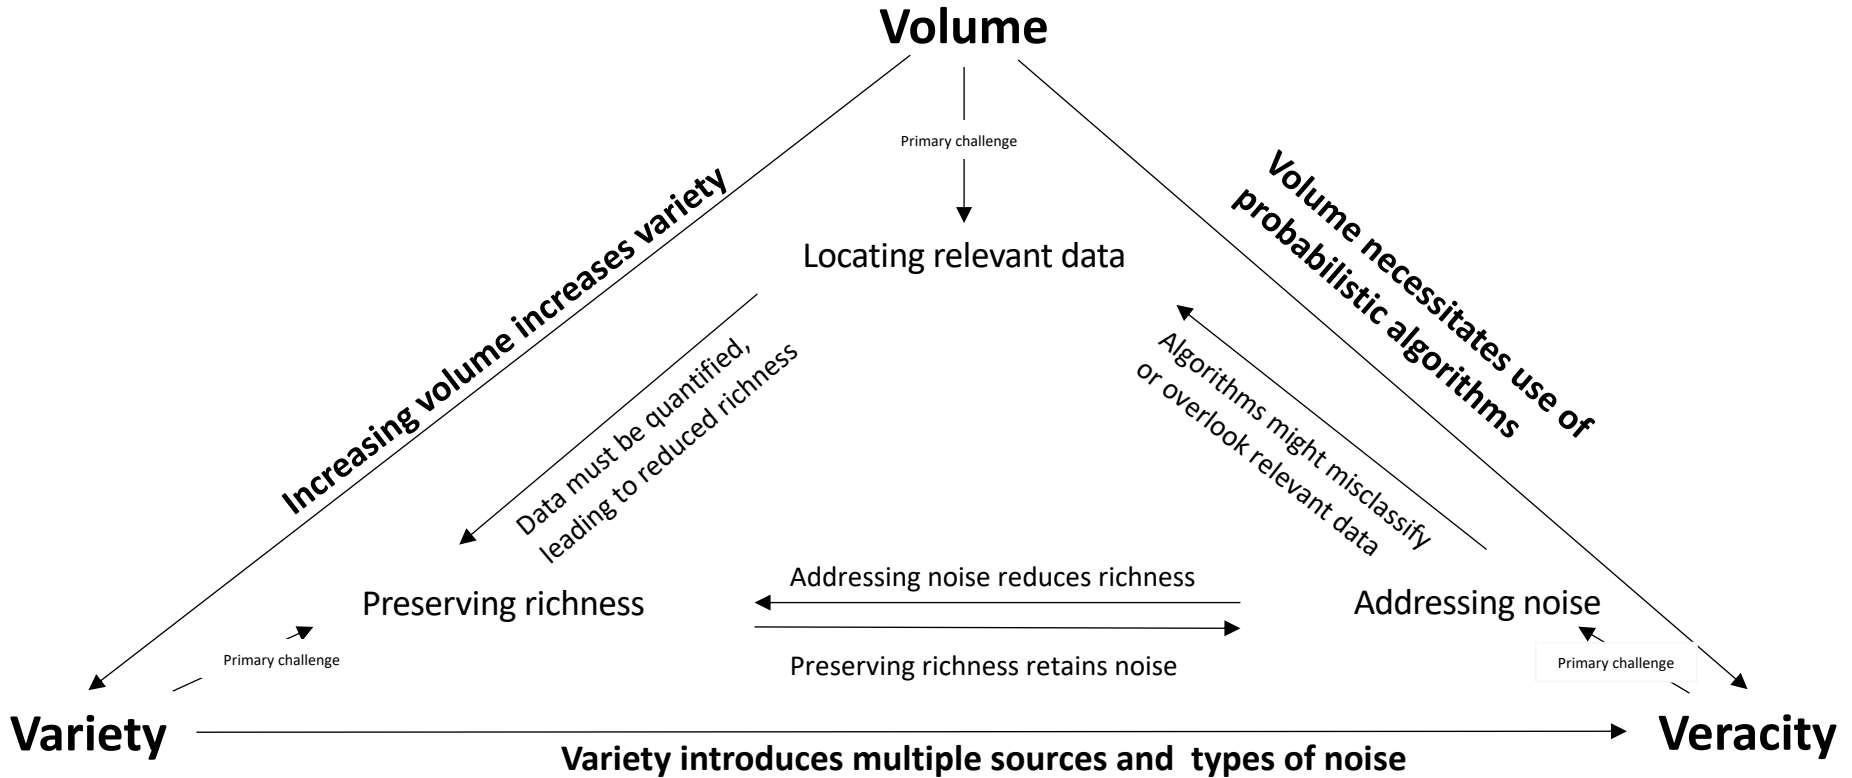 Volume
Primary challenge
Locating relevant data
Increasing volume increases variety
Volume necessitates use of
probabilistic algorithms
Data must be quantified,
leading to reduced richness
Algorithms might misclassify
or overlook relevant data
Addressing noise reduces richness
Preserving richness
Addressing noise
Preserving richness retains noise
Primary challenge
Primary challenge
Variety
Veracity
Variety introduces multiple sources and  types of noise